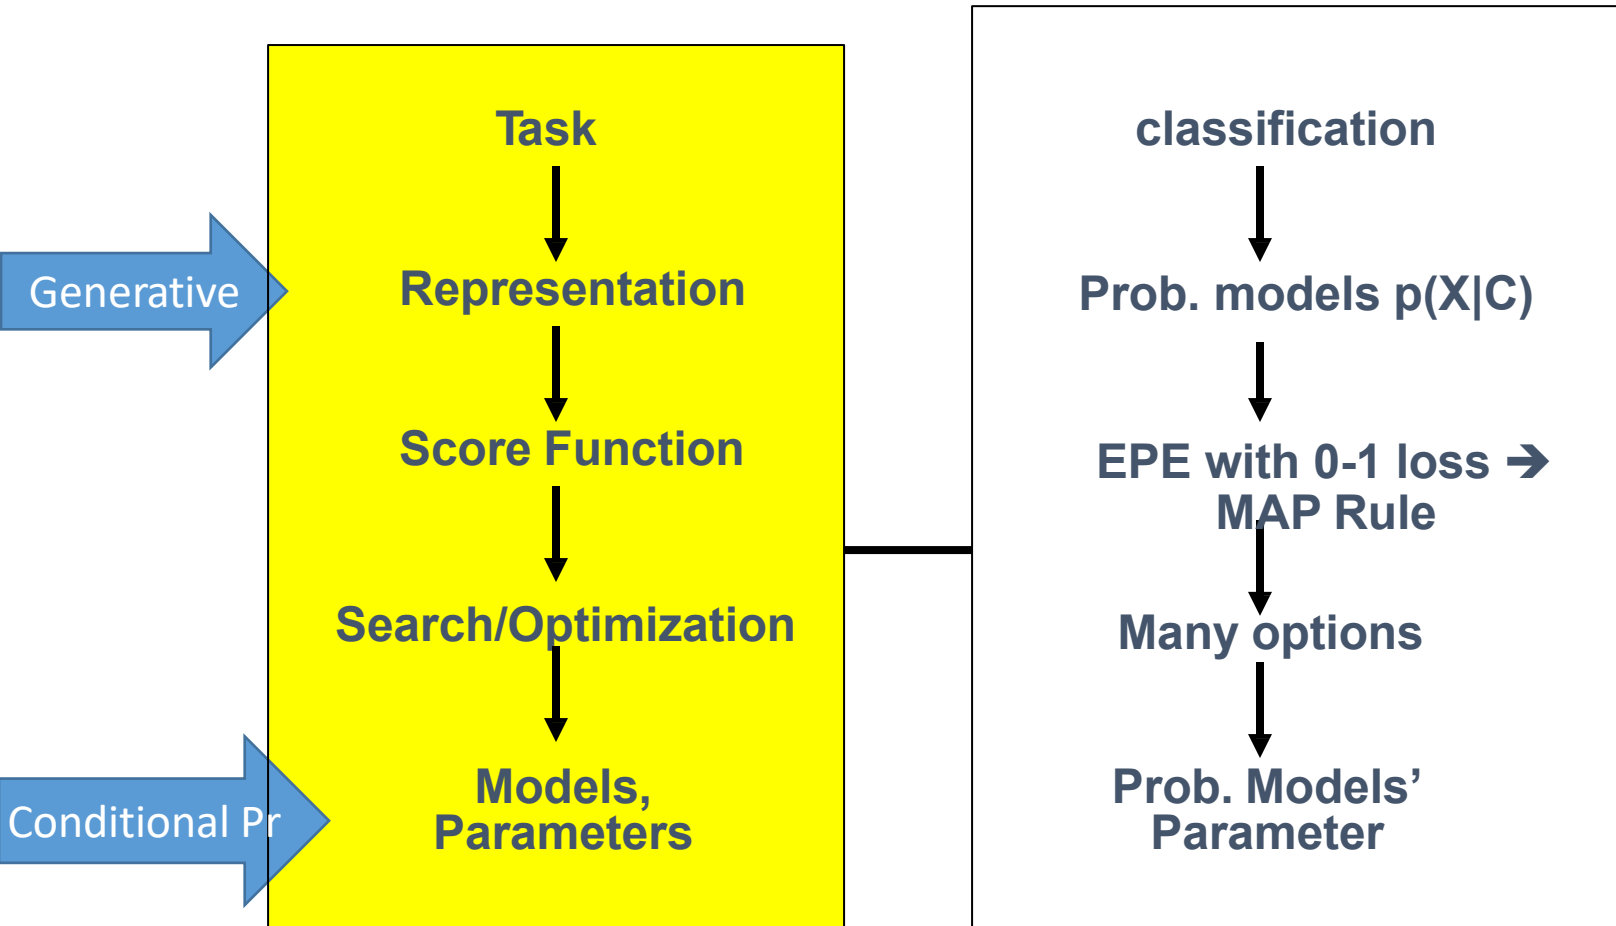 Task
Generative
Representation
Score Function
Search/Optimization
Conditional Pr
Models,
Parameters
classification
Prob. models p(X|C)
EPE with 0-1 loss ➔
MAP Rule
Many options
Prob. Models’
Parameter